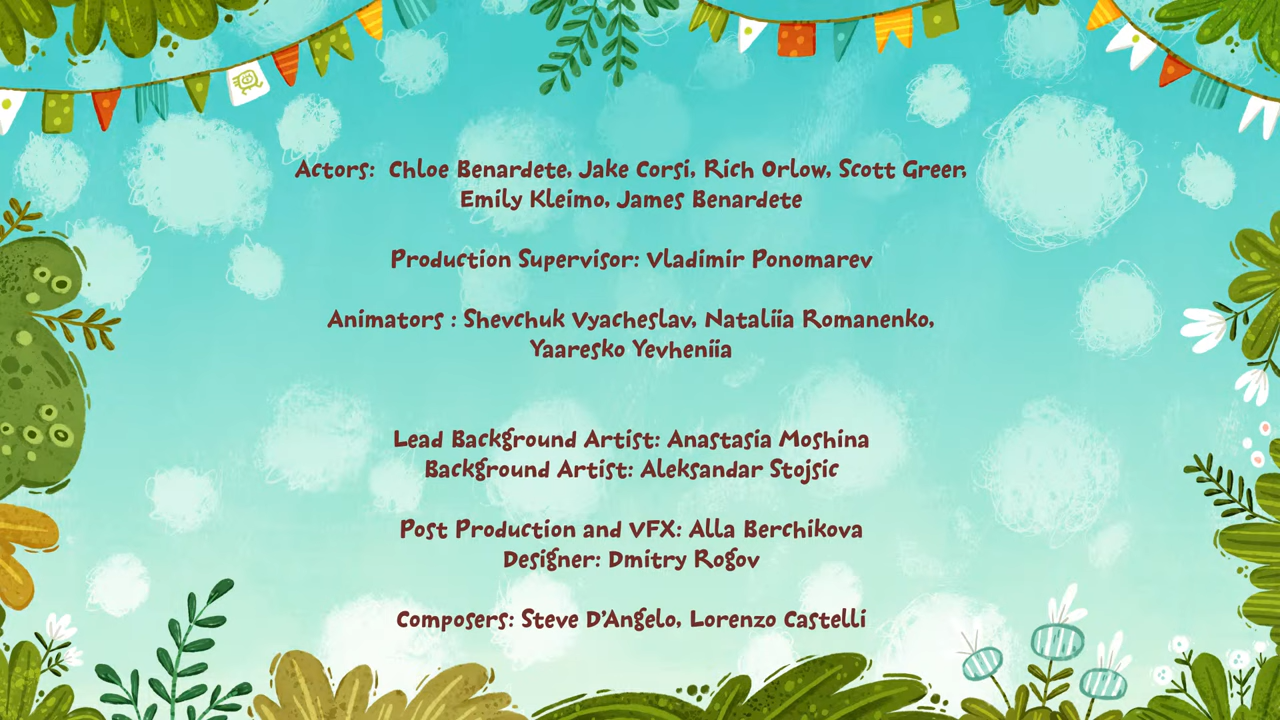 Actors: Chloe Benardete, Jake Corsi, Rich Orlow, Scott Greer,
Emily Kleimo, James Benardete
Production Supervisor: Vladimir Ponomarev
Animators : Shevchuk Vyacheslav, Nataliia Romanenko,
Yaaresko Yevheniia
Lead Background Artist: Anastasia Moshina
Background Artist: Aleksandar Stojsic
Post Production and VFX: Alla Berchikova
Designer: Dmitry Rogov
Composers: Steve D'Angelo, Lorenzo Castelli